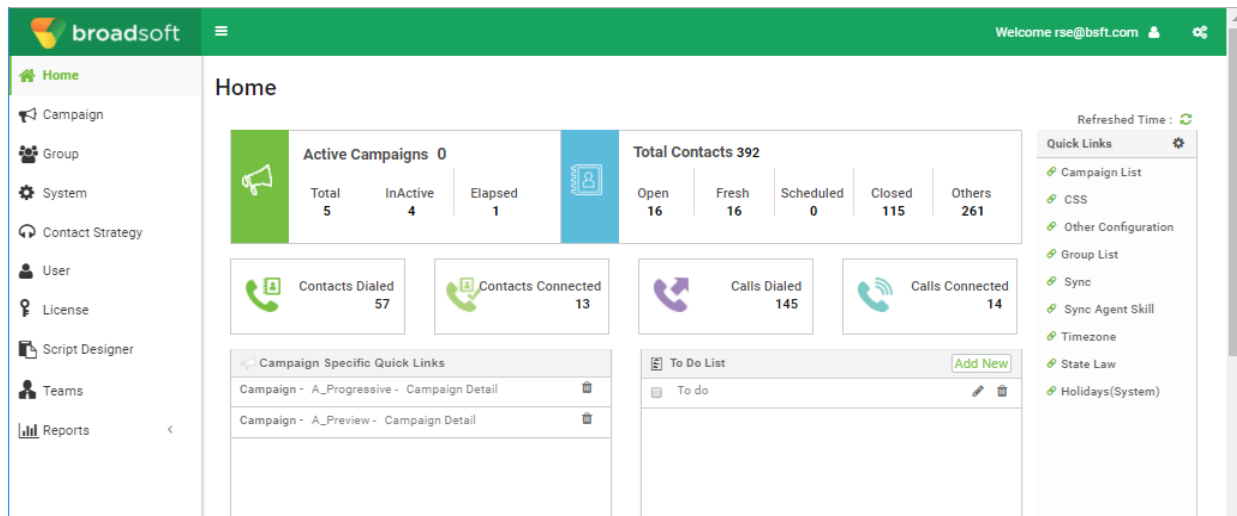 broadsoft
Welcome rse@bsft.com
Home
Campaign
Group
System
Contact Strategy
User
License
Script Designer
Teams
Reports
Home
Refreshed Time :
Active Campaigns 0
Total InActive Elapsed
5 4 1
Total Contacts 392
Open Fresh Scheduled Closed Others
16 16 0 115 261
Contacts Dialed
57
Contacts Connected
13
Calls Dialed
145
Calls Connected
14
Campaign Specific Quick Links
Campaign - A_Progressive - Campaign Detail
Campaign - A_Preview - Campaign Detail
To Do List Add New
To do
Quick Links
Campaign List
CSS
Other Configuration
Group List
Sync
Sync Agent Skill
Timezone
State Law
Holidays(System)